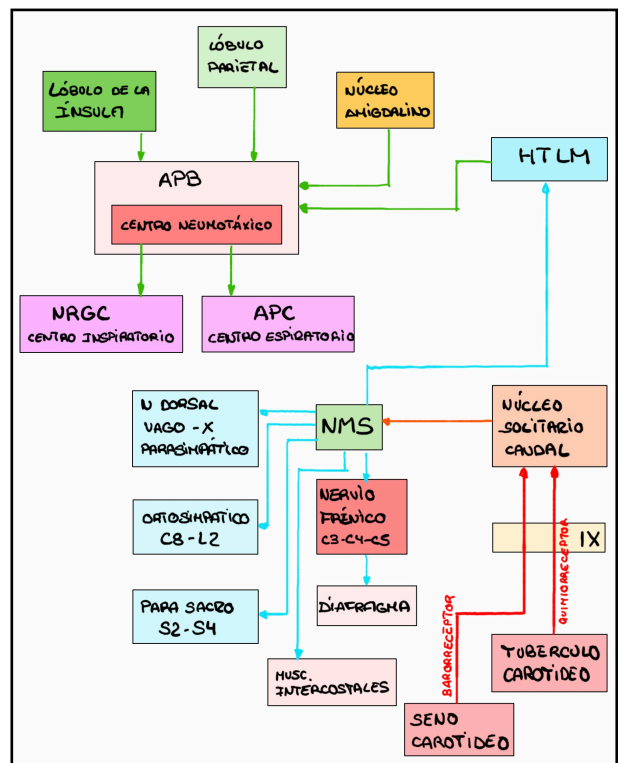 LÓBULO
PARIETAL
LÓBULO DE LA
ÍNSULA
NÚCLEO
AMIGDALINO
HTLM
APB
CENTRO NEUMOTÁXICO
NRGC
CENTRO INSPIRATORIO
APC
CENTRO ESPIRATORIO
N DORSAL
VAGO - X
PARASIMPÁTICO
NMS
NÚCLEO
SOLITARIO
CAUDAL
ORTOSIMPATICO
C8 - L2
NERVIO
FRÉNICO
C3-C4-C5
IX
QUIMIORRECEPTOR
PARA SACRO
S2-S4
DIAFRAGMA
BARORRECEPTOR
TUBERCULO
CAROTIDEO
MUSC.
INTERCOSTALES
SENO
CAROTIDEO